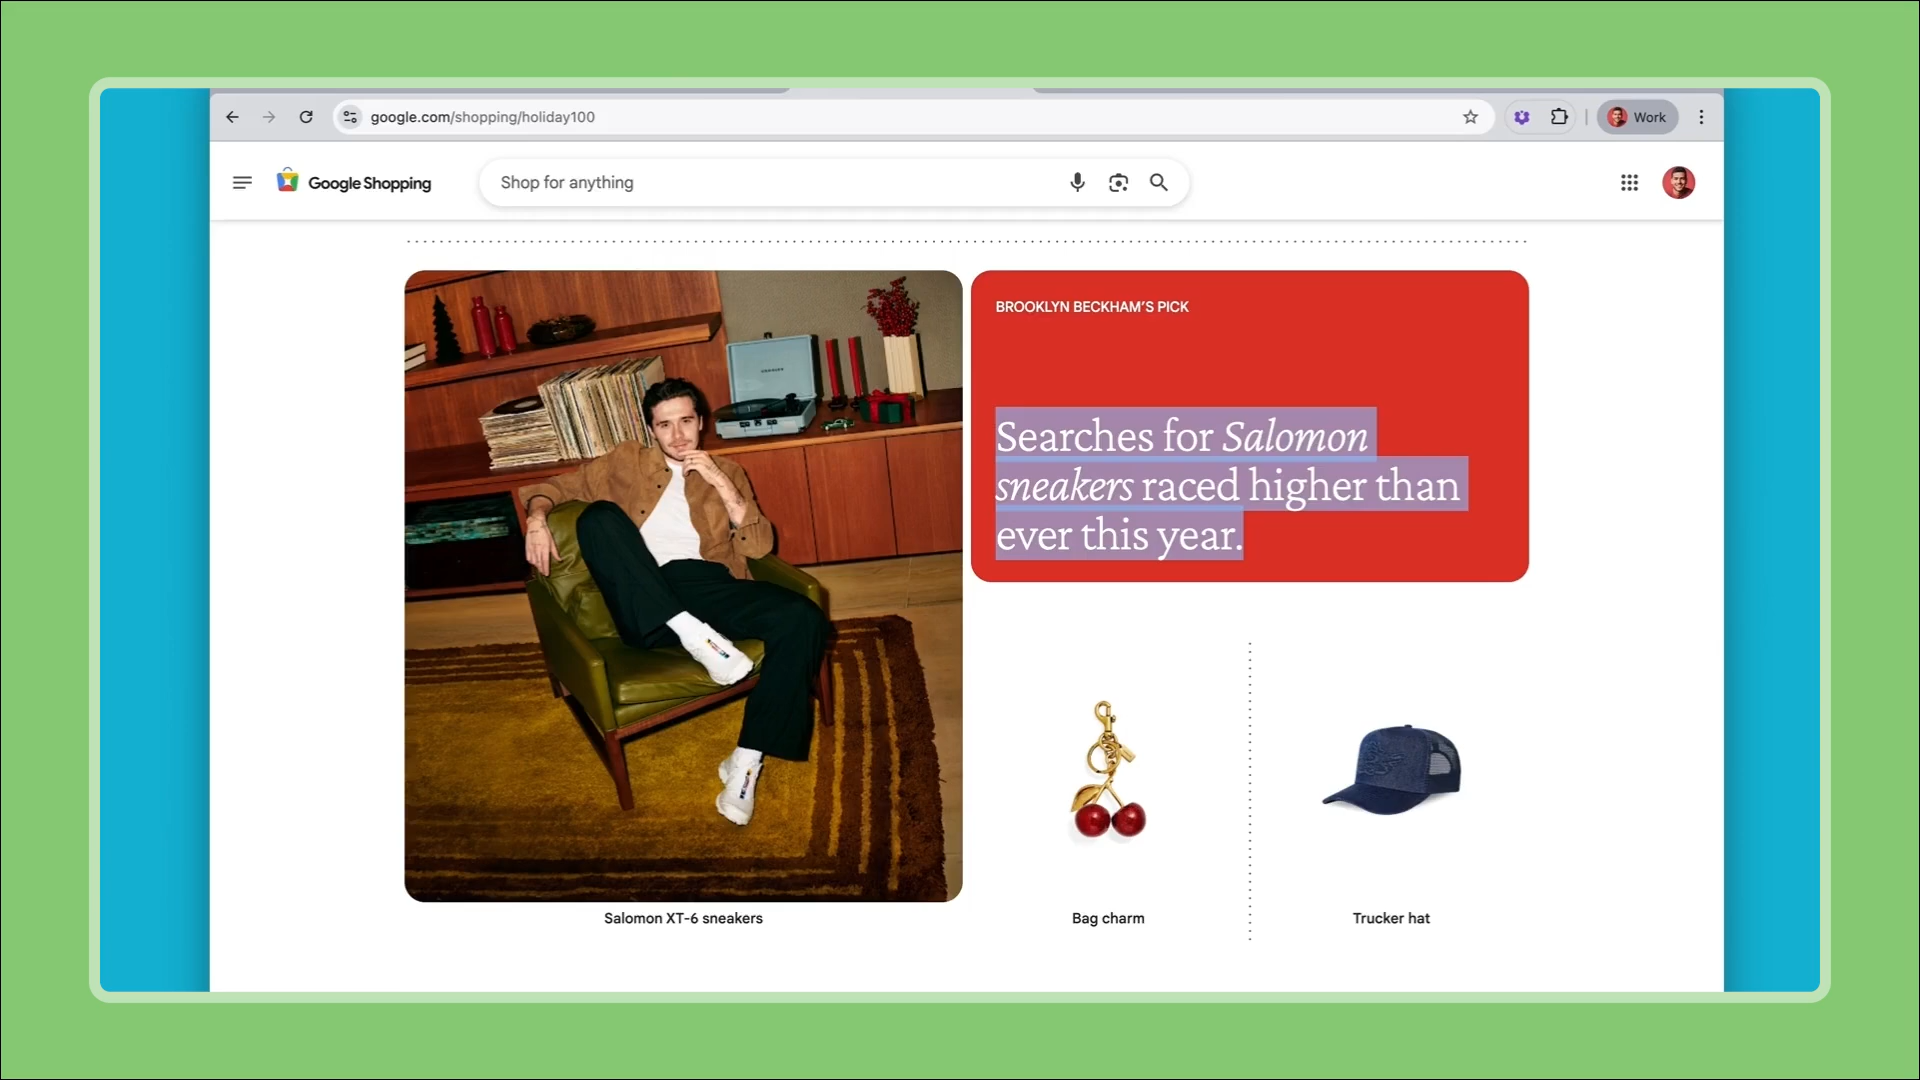 google.com/shopping/holiday100
Work
Google Shopping
Shop for anything
BROOKLYN BECKHAM’S PICK
Searches for Salomon
sneakers raced higher than
ever this year.
Salomon XT-6 sneakers
Bag charm
Trucker hat